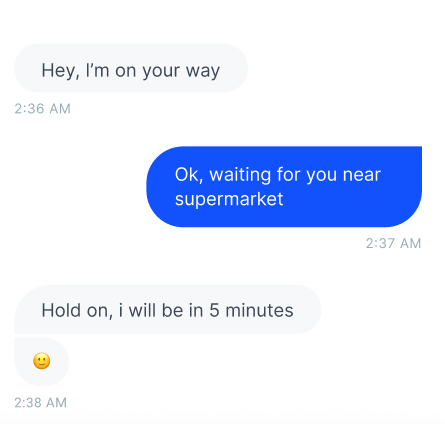 Hey, I’m on your way
2:36 AM
Ok, waiting for you near
supermarket
2:37 AM
Hold on, i will be in 5 minutes
🙂
2:38 AM